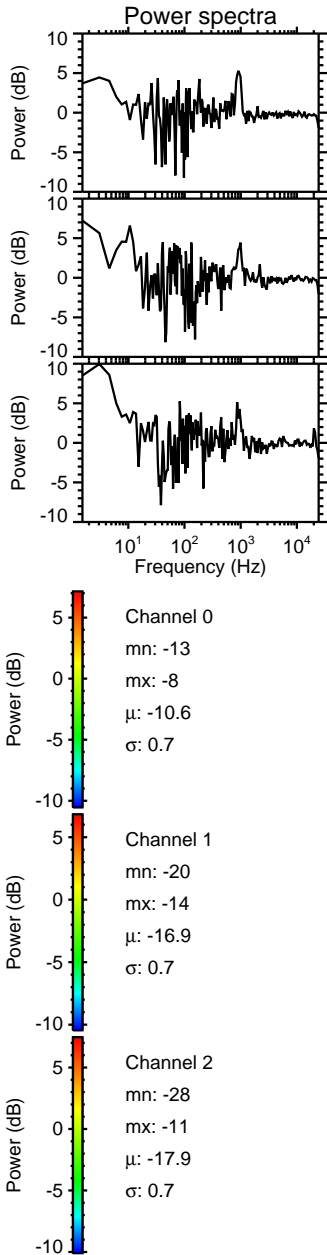 Power spectra
10
5
0
-5
-10
Power (dB)
10
5
0
-5
-10
Power (dB)
10
5
0
-5
-10
Power (dB)
10¹ 10² 10³ 10⁴
Frequency (Hz)
5
0
-5
-10
Power (dB)
Channel 0
mn: -13
mx: -8
μ: -10.6
σ: 0.7
5
0
-5
-10
Power (dB)
Channel 1
mn: -20
mx: -14
μ: -16.9
σ: 0.7
5
0
-5
-10
Power (dB)
Channel 2
mn: -28
mx: -11
μ: -17.9
σ: 0.7